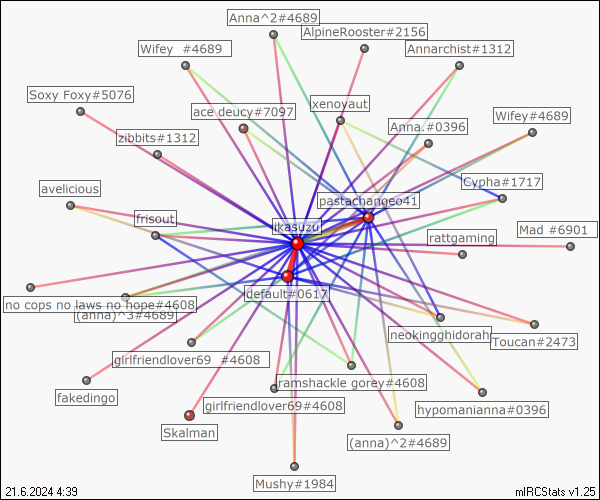 Anna^2#4689
AlpineRooster#2156
Wifey #4689
Annarchist#1312
Soxy Foxy#5076
ace deucy#7097
xenoyaut
Wifey#4689
zibbits#1312
Anna.#0396
avelicious
Cypha#1717
pastachangeo41
frisout
ikasuzu
rattgaming
Mad #6901
default#0617
no cops no laws no hope#4608
(anna)^3#4689
neokingghidorah
Toucan#2473
girlfriendlover69 #4608
ramshackle gorey#4608
fakedingo
girlfriendlover69#4608
hypomanianna#0396
Skalman
(anna)^2#4689
Mushy#1984
21.6.2024 4:39
mIRCStats v1.25